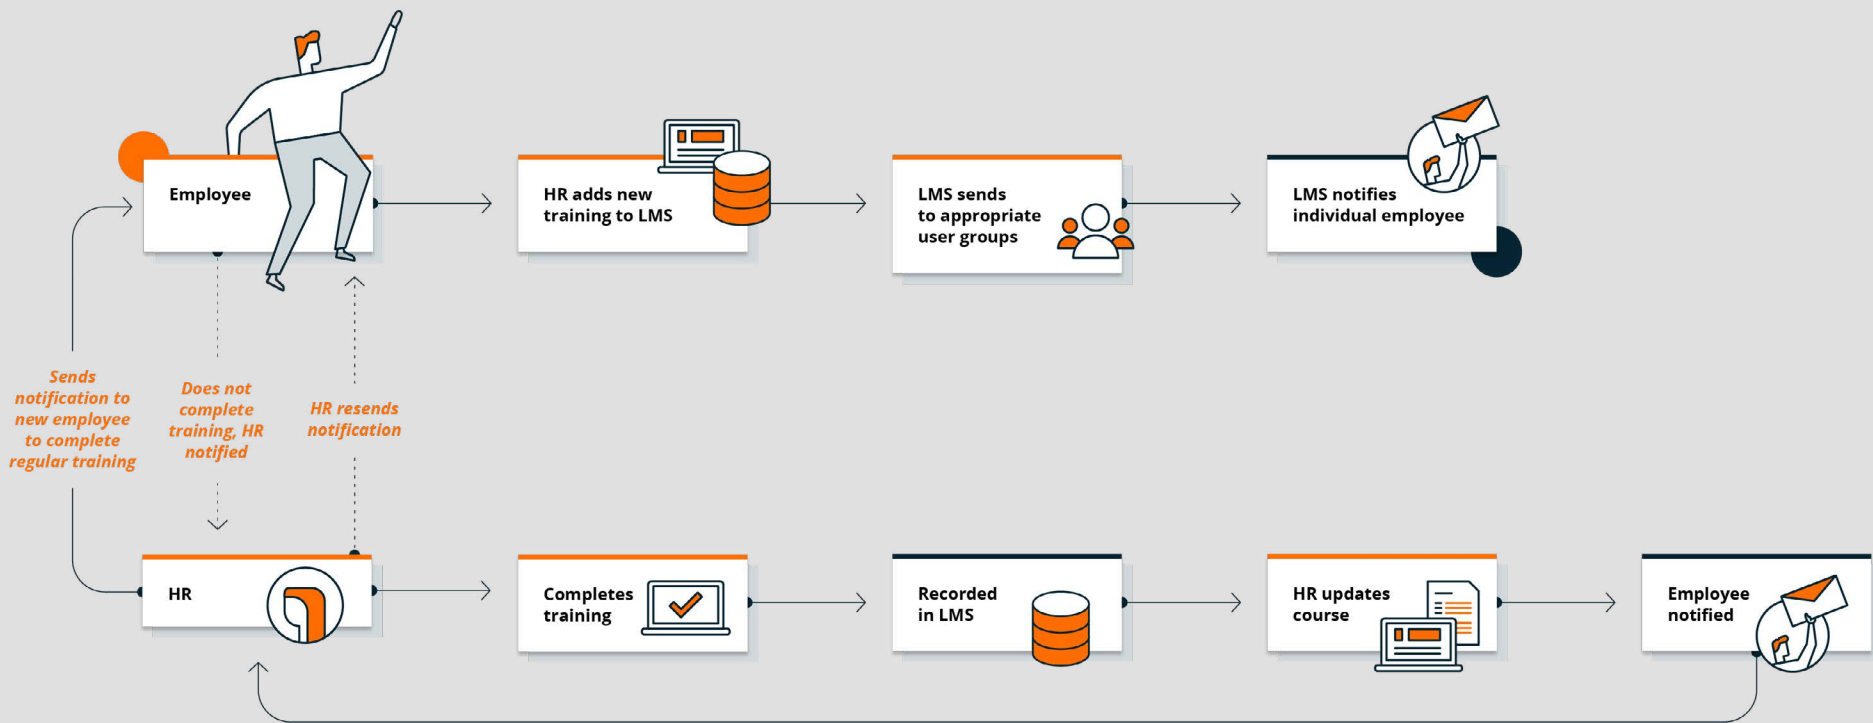 Employee
HR adds new
training to LMS
LMS sends
to appropriate
user groups
LMS notifies
individual employee
Sends
notification to
new employee
to complete
regular training
Does not
complete
training, HR
notified
HR resends
notification
HR
Completes
training
Recorded
in LMS
HR updates
course
Employee
notified